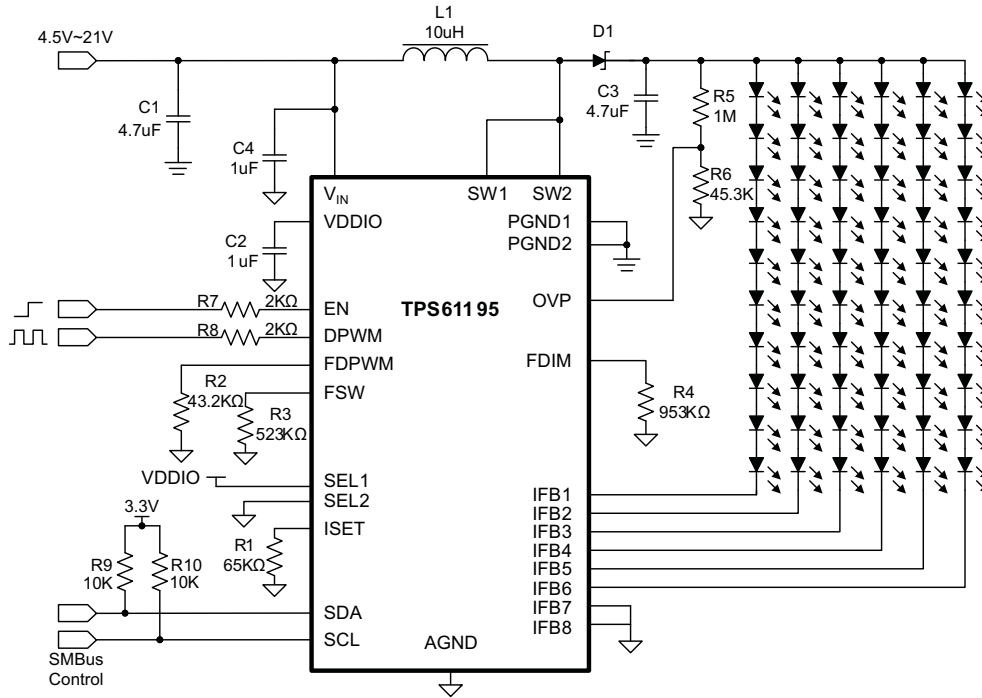 L1
10uH
4.5V~21V
D1
C1
4.7uF
C3
4.7uF
R5
1M
C4
1uF
R6
45.3K
VIN
SW1
SW2
VDDIO
PGND1
C2
1uF
PGND2
R7
2KΩ
EN
TPS61195
OVP
R8
2KΩ
DPWM
FDPWM
FDIM
R2
43.2KΩ
FSW
R3
523KΩ
R4
953KΩ
VDDIO
SEL1
SEL2
IFB1
3.3V
IFB2
ISET
IFB3
R9
10K
R10
10K
R1
65KΩ
IFB4
IFB5
IFB6
SDA
IFB7
IFB8
SCL
AGND
SMBus
Control